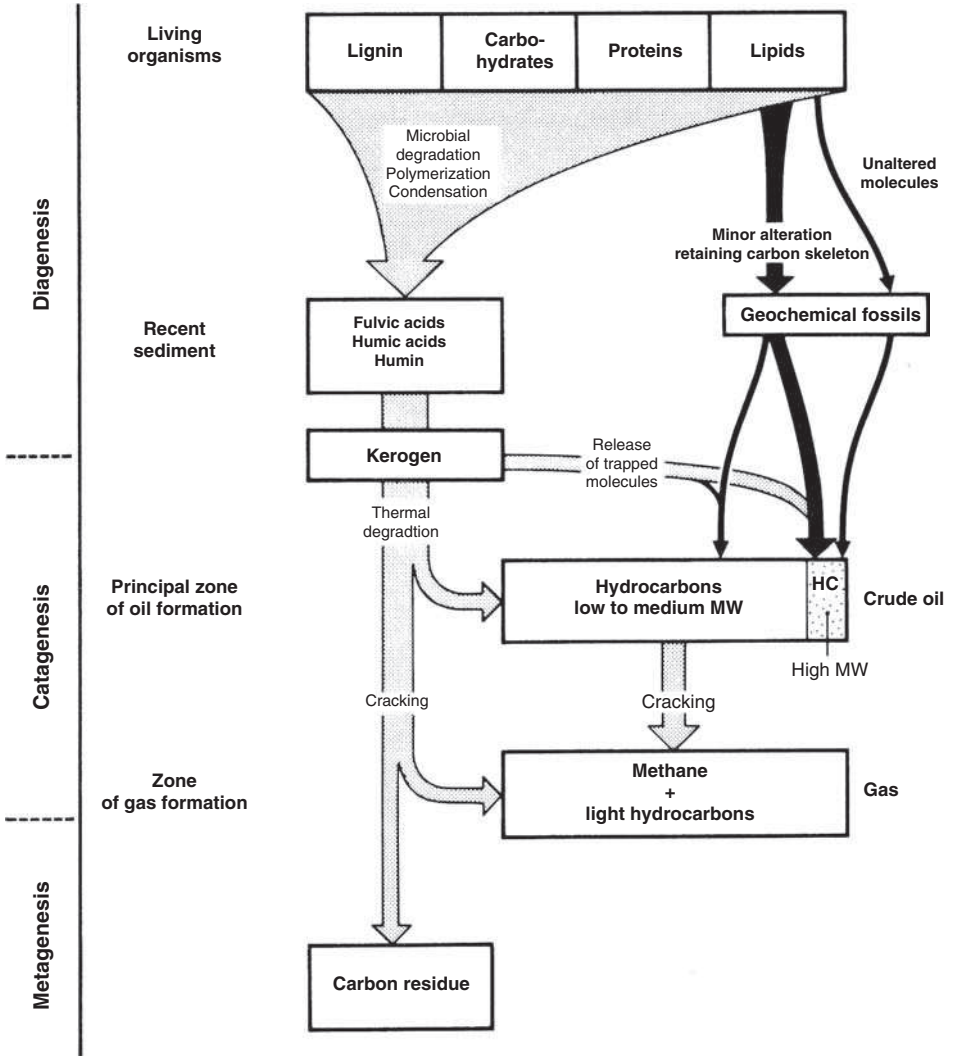 Living
organisms
Lignin
Carbo-
hydrates
Proteins
Lipids
Microbial
degradation
Polymerization
Condensation
Unaltered
molecules
Minor alteration
retaining carbon skeleton
Diagenesis
Recent
sediment
Fulvic acids
Humic acids
Humin
Geochemical fossils
Kerogen
Release
of trapped
molecules
Thermal
degradtion
Principal zone
of oil formation
Hydrocarbons
low to medium MW
HC
Crude oil
High MW
Catagenesis
Cracking
Cracking
Zone
of gas formation
Methane
+
light hydrocarbons
Gas
Metagenesis
Carbon residue